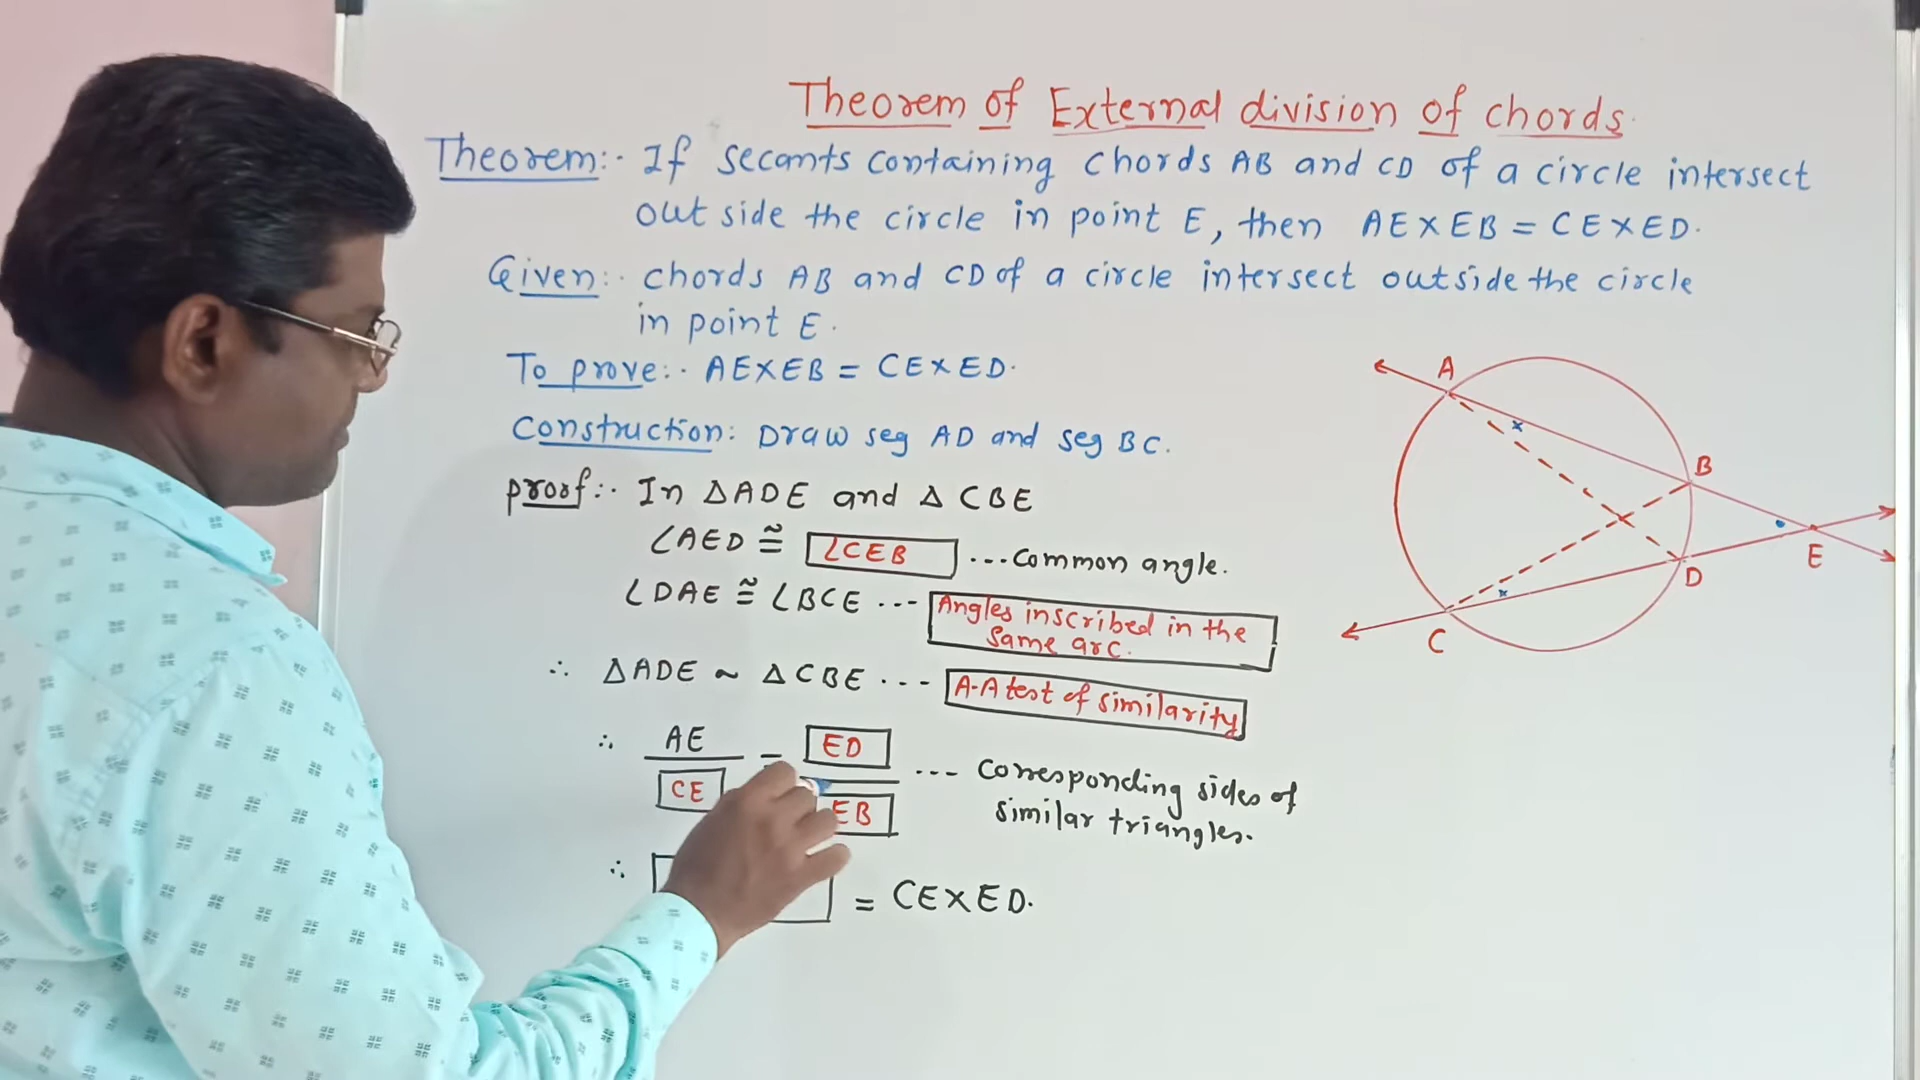 Theorem of External division of chords.
Theorem:- If secants containing chords AB and CD of a circle intersect
out side the circle in point E, then AE×EB = CE×ED.
Given:- chords AB and CD of a circle intersect outside the circle
in point E.
To prove:- AE×EB = CE×ED.
Construction: Draw seg AD and seg BC.
proof:- In ∆ADE and ∆CBE
∠AED ≅ ∠CEB ...common angle.
∠DAE ≅ ∠BCE ... Angles inscribed in the
same arc.
∴ ∆ADE ~ ∆CBE ... A-A test of similarity
∴ AE = ED
CE EB
... Corresponding sides of
similar triangles.
∴ = CE×ED.
A
B
E
D
C